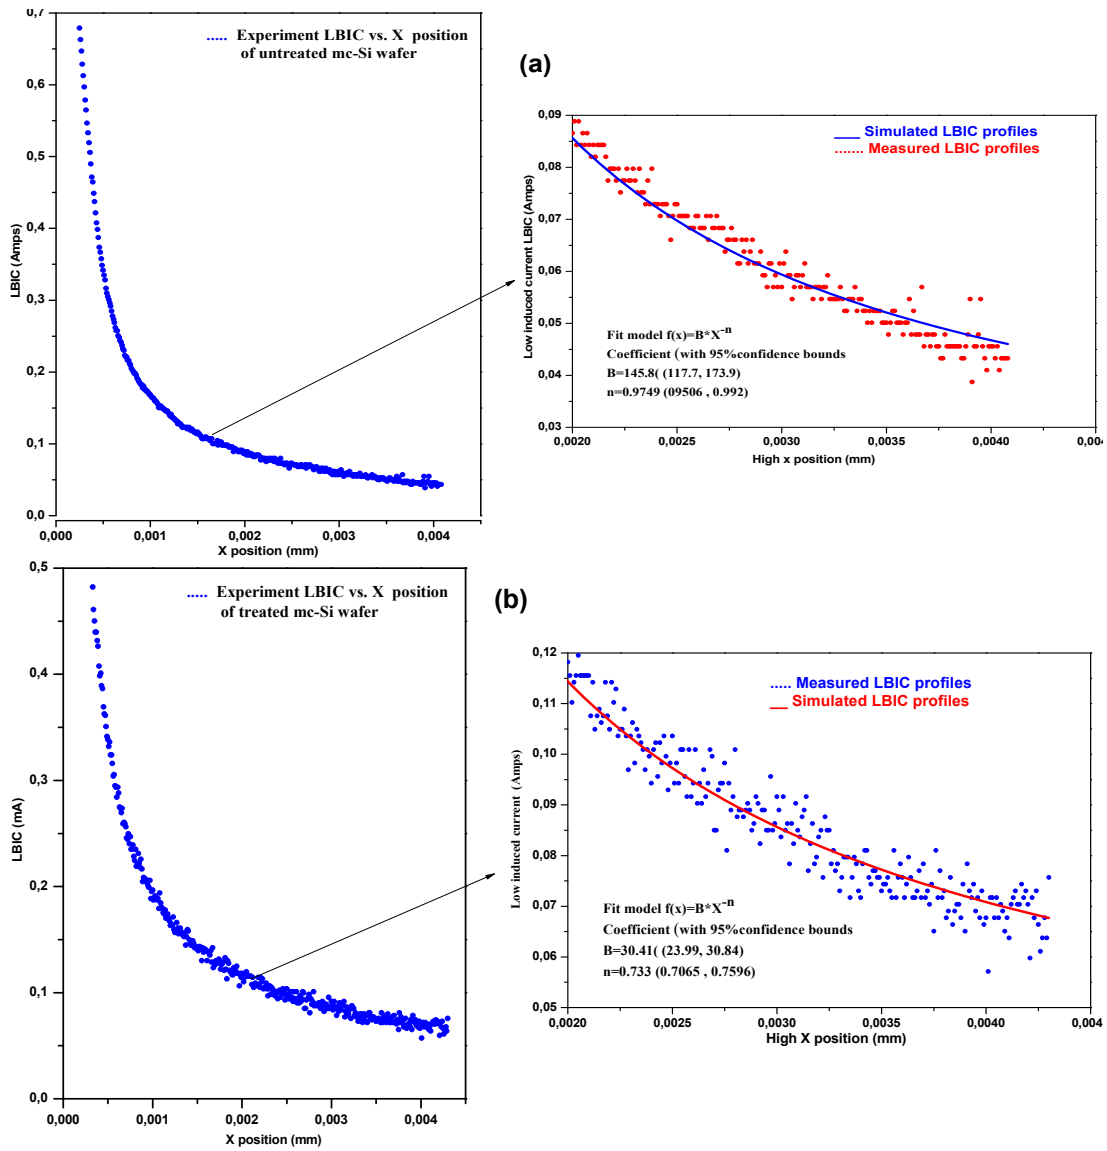 0,7
0,6
0,5
0,4
0,3
0,2
0,1
0,0
LBIC (Amps)
..... Experiment LBIC vs. X position
of untreated mc-Si wafer
0,000 0,001 0,002 0,003 0,004
X position (mm)
(a)
0,09
0,08
0,07
0,06
0,05
0,04
0,03
Low induced current LBIC (Amps)
___ Simulated LBIC profiles
....... Measured LBIC profiles
Fit model f(x)=B*X-n
Coefficient (with 95%confidence bounds
B=145.8( (117.7, 173.9)
n=0.9749 (09506 , 0.992)
0,0020 0,0025 0,0030 0,0035 0,0040 0,004
High x position (mm)
0,5
0,4
0,3
0,2
0,1
0,0
LBIC (mA)
..... Experiment LBIC vs. X position
of treated mc-Si wafer
0,000 0,001 0,002 0,003 0,004
X position (mm)
(b)
0,12
0,10
0,09
0,08
0,07
0,06
0,05
Low induced current (Amps)
..... Measured LBIC profiles
__ Simulated LBIC profiles
Fit model f(x)=B*X-n
Coefficient (with 95%confidence bounds
B=30.41( (23.99, 30.84)
n=0.733 (0.7065 , 0.7596)
0,0020 0,0025 0,0030 0,0035 0,0040 0,004
High X position (mm)